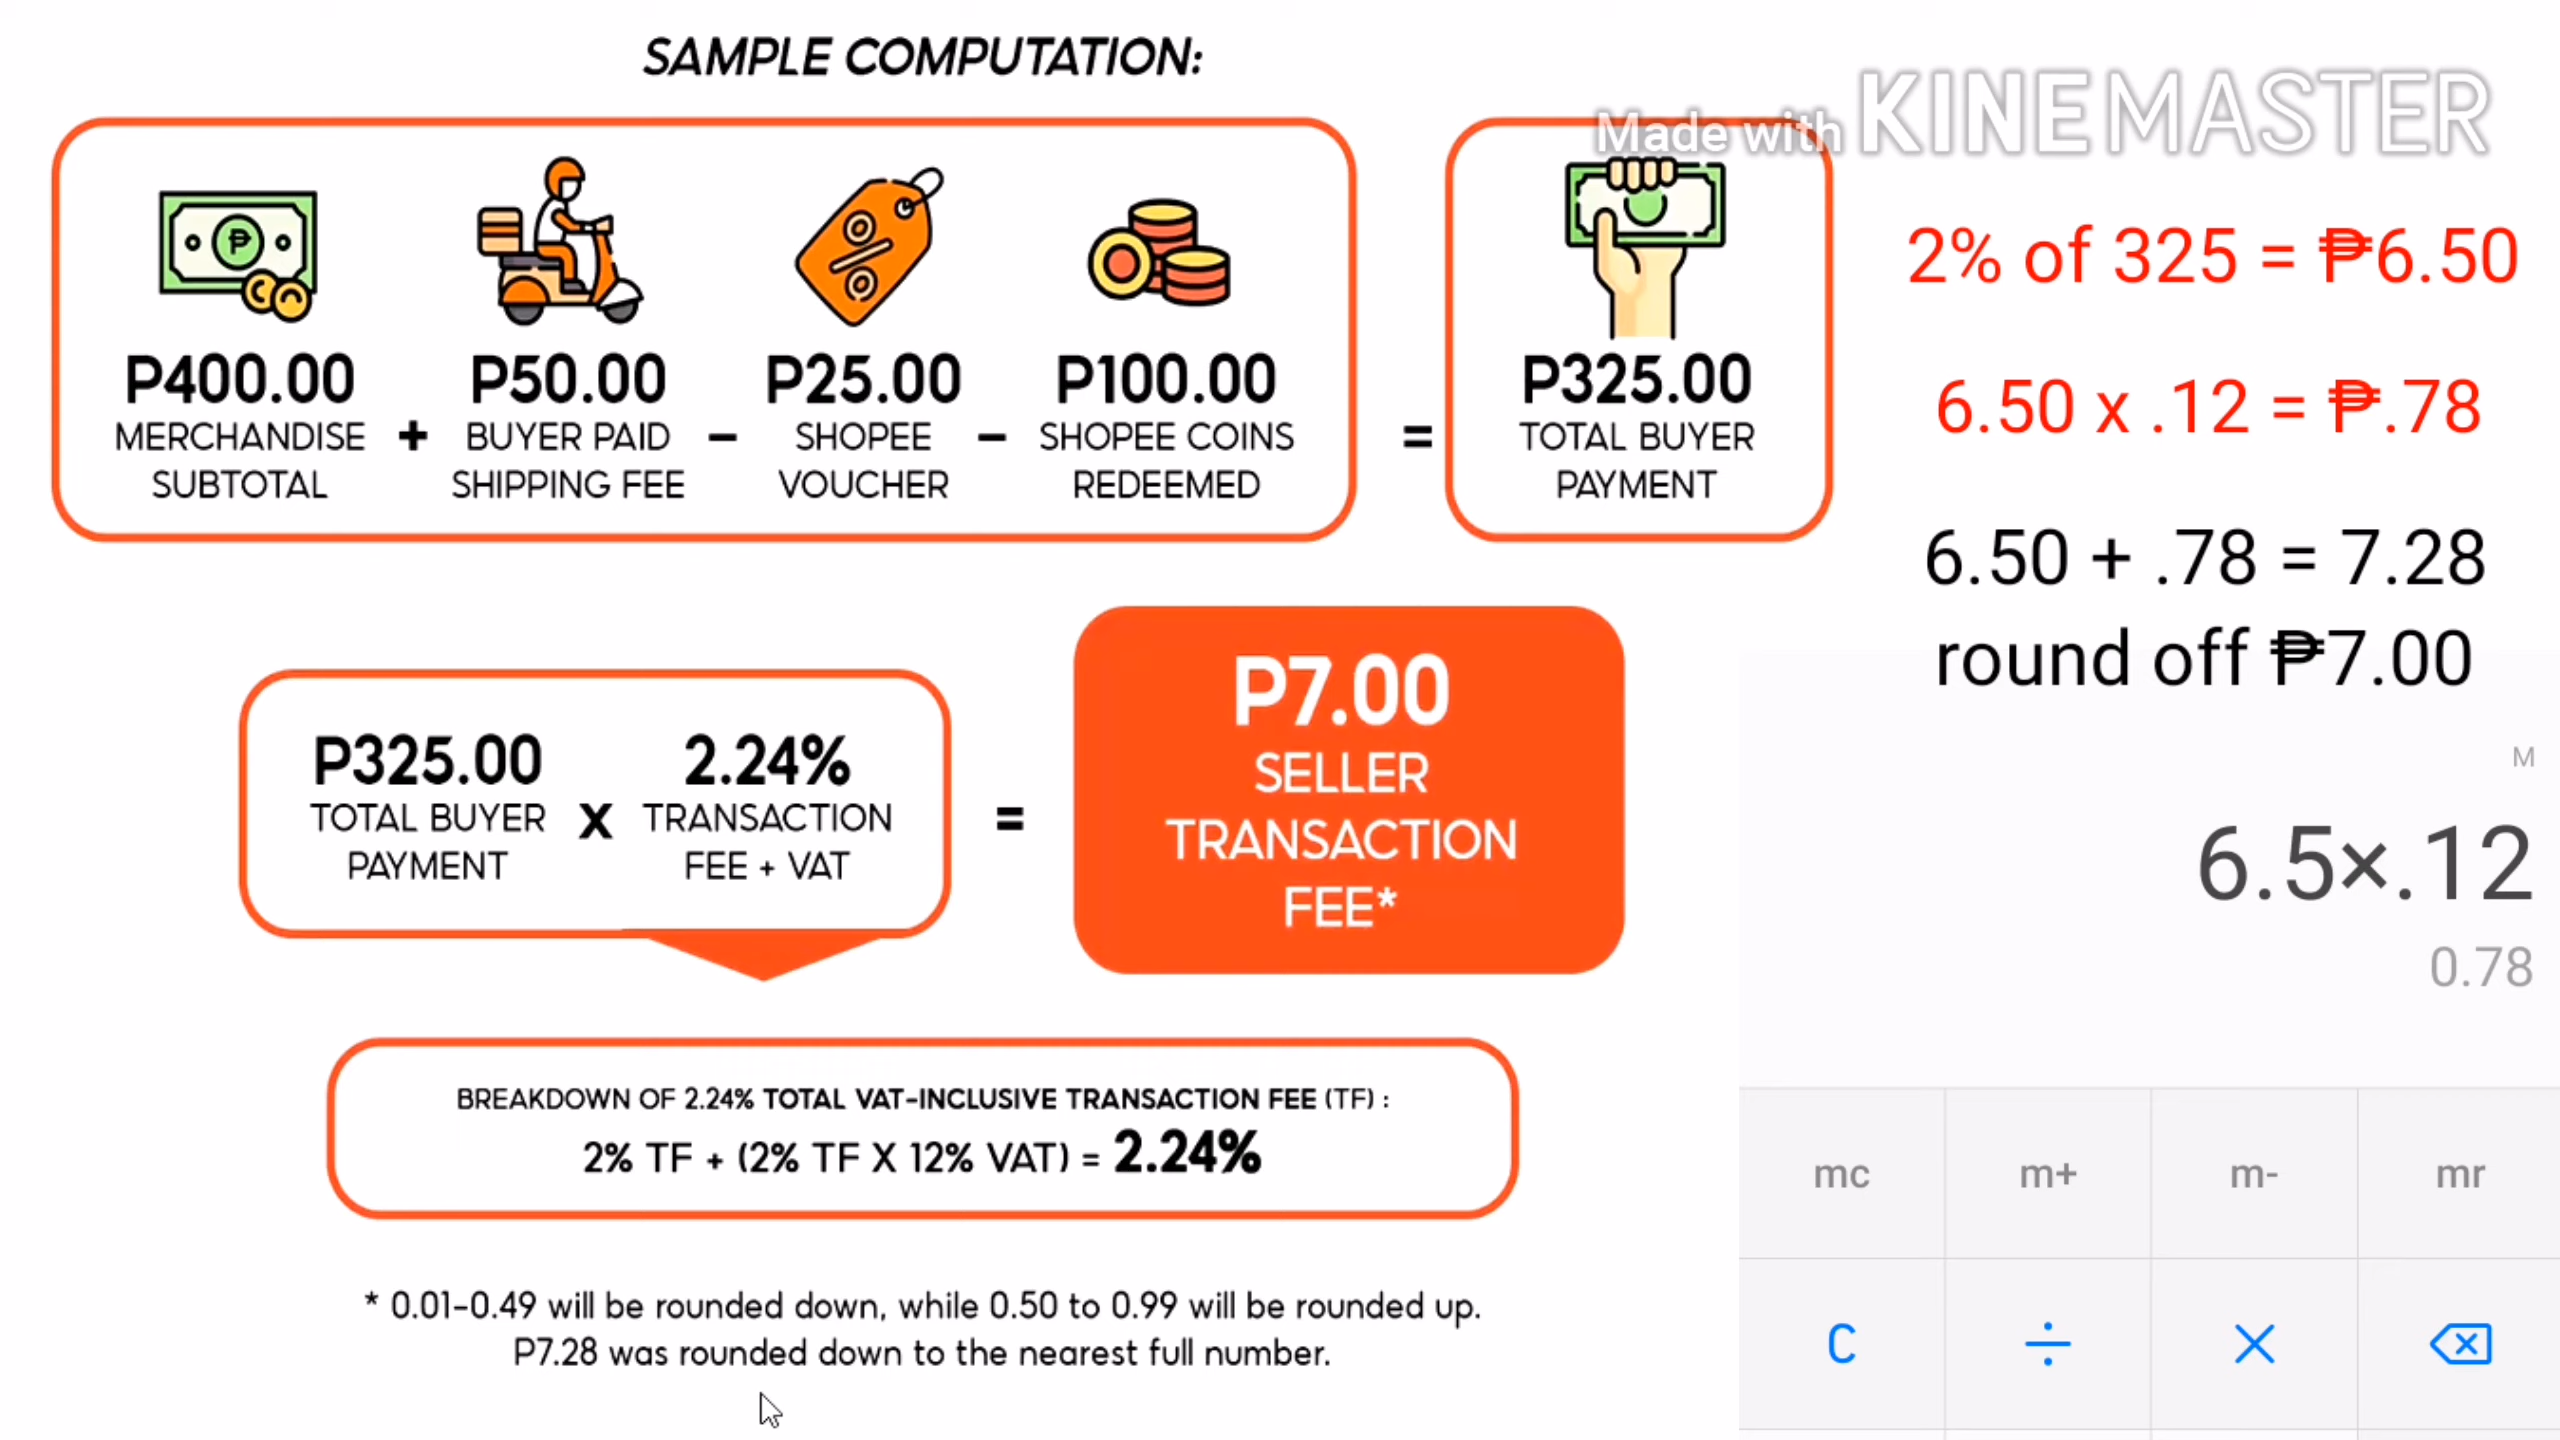 SAMPLE COMPUTATION:
Made with KINEMASTER
P400.00
MERCHANDISE
SUBTOTAL
+
P50.00
BUYER PAID
SHIPPING FEE
-
P25.00
SHOPEE
VOUCHER
-
P100.00
SHOPEE COINS
REDEEMED
=
P325.00
TOTAL BUYER
PAYMENT
2% of 325 = ₱6.50
6.50 x .12 = ₱.78
6.50 + .78 = 7.28
round off ₱7.00
P325.00
TOTAL BUYER
PAYMENT
X
2.24%
TRANSACTION
FEE + VAT
=
P7.00
SELLER
TRANSACTION
FEE*
BREAKDOWN OF 2.24% TOTAL VAT-INCLUSIVE TRANSACTION FEE (TF) :
2% TF + (2% TF X 12% VAT) = 2.24%
* 0.01-0.49 will be rounded down, while 0.50 to 0.99 will be rounded up.
P7.28 was rounded down to the nearest full number.
M
6.5×.12
0.78
mc m+ m- mr
C ÷ ×